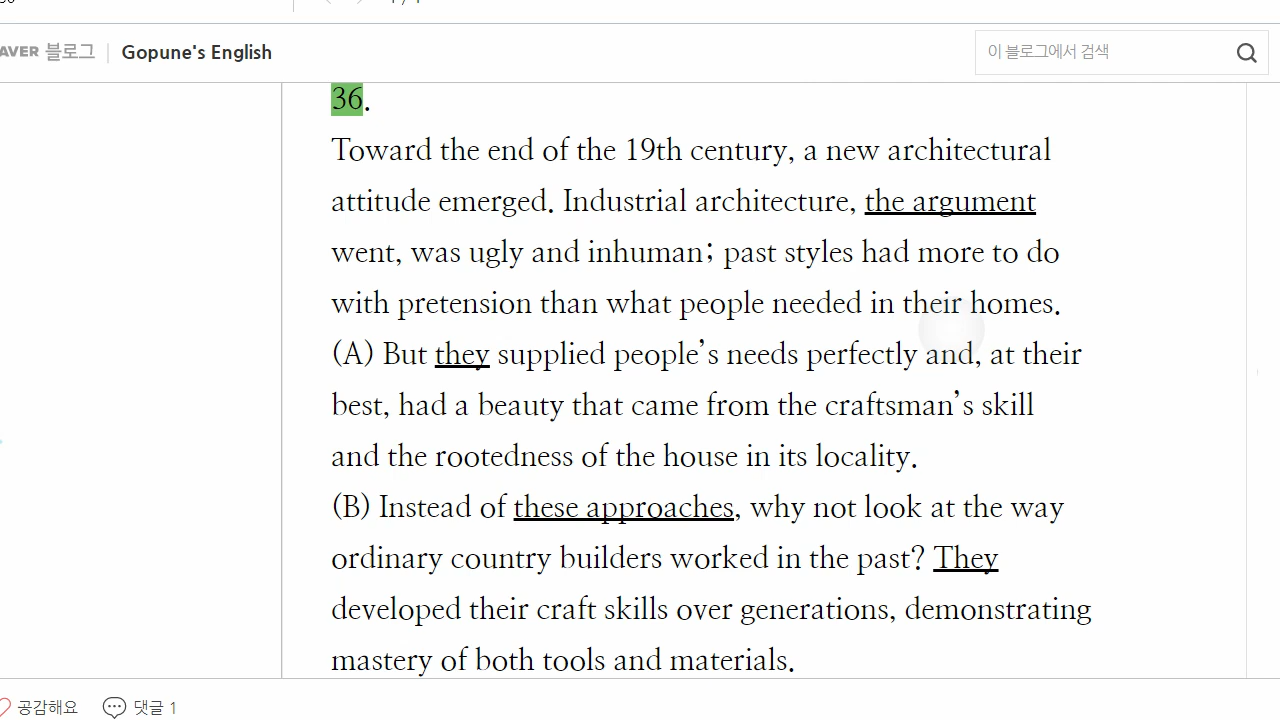 AVER 블로그 | Gopune's English
이 블로그에서 검색
36.
Toward the end of the 19th century, a new architectural
attitude emerged. Industrial architecture, the argument
went, was ugly and inhuman; past styles had more to do
with pretension than what people needed in their homes.
(A) But they supplied people's needs perfectly and, at their
best, had a beauty that came from the craftsman's skill
and the rootedness of the house in its locality.
(B) Instead of these approaches, why not look at the way
ordinary country builders worked in the past? They
developed their craft skills over generations, demonstrating
mastery of both tools and materials.
공감해요 댓글 1